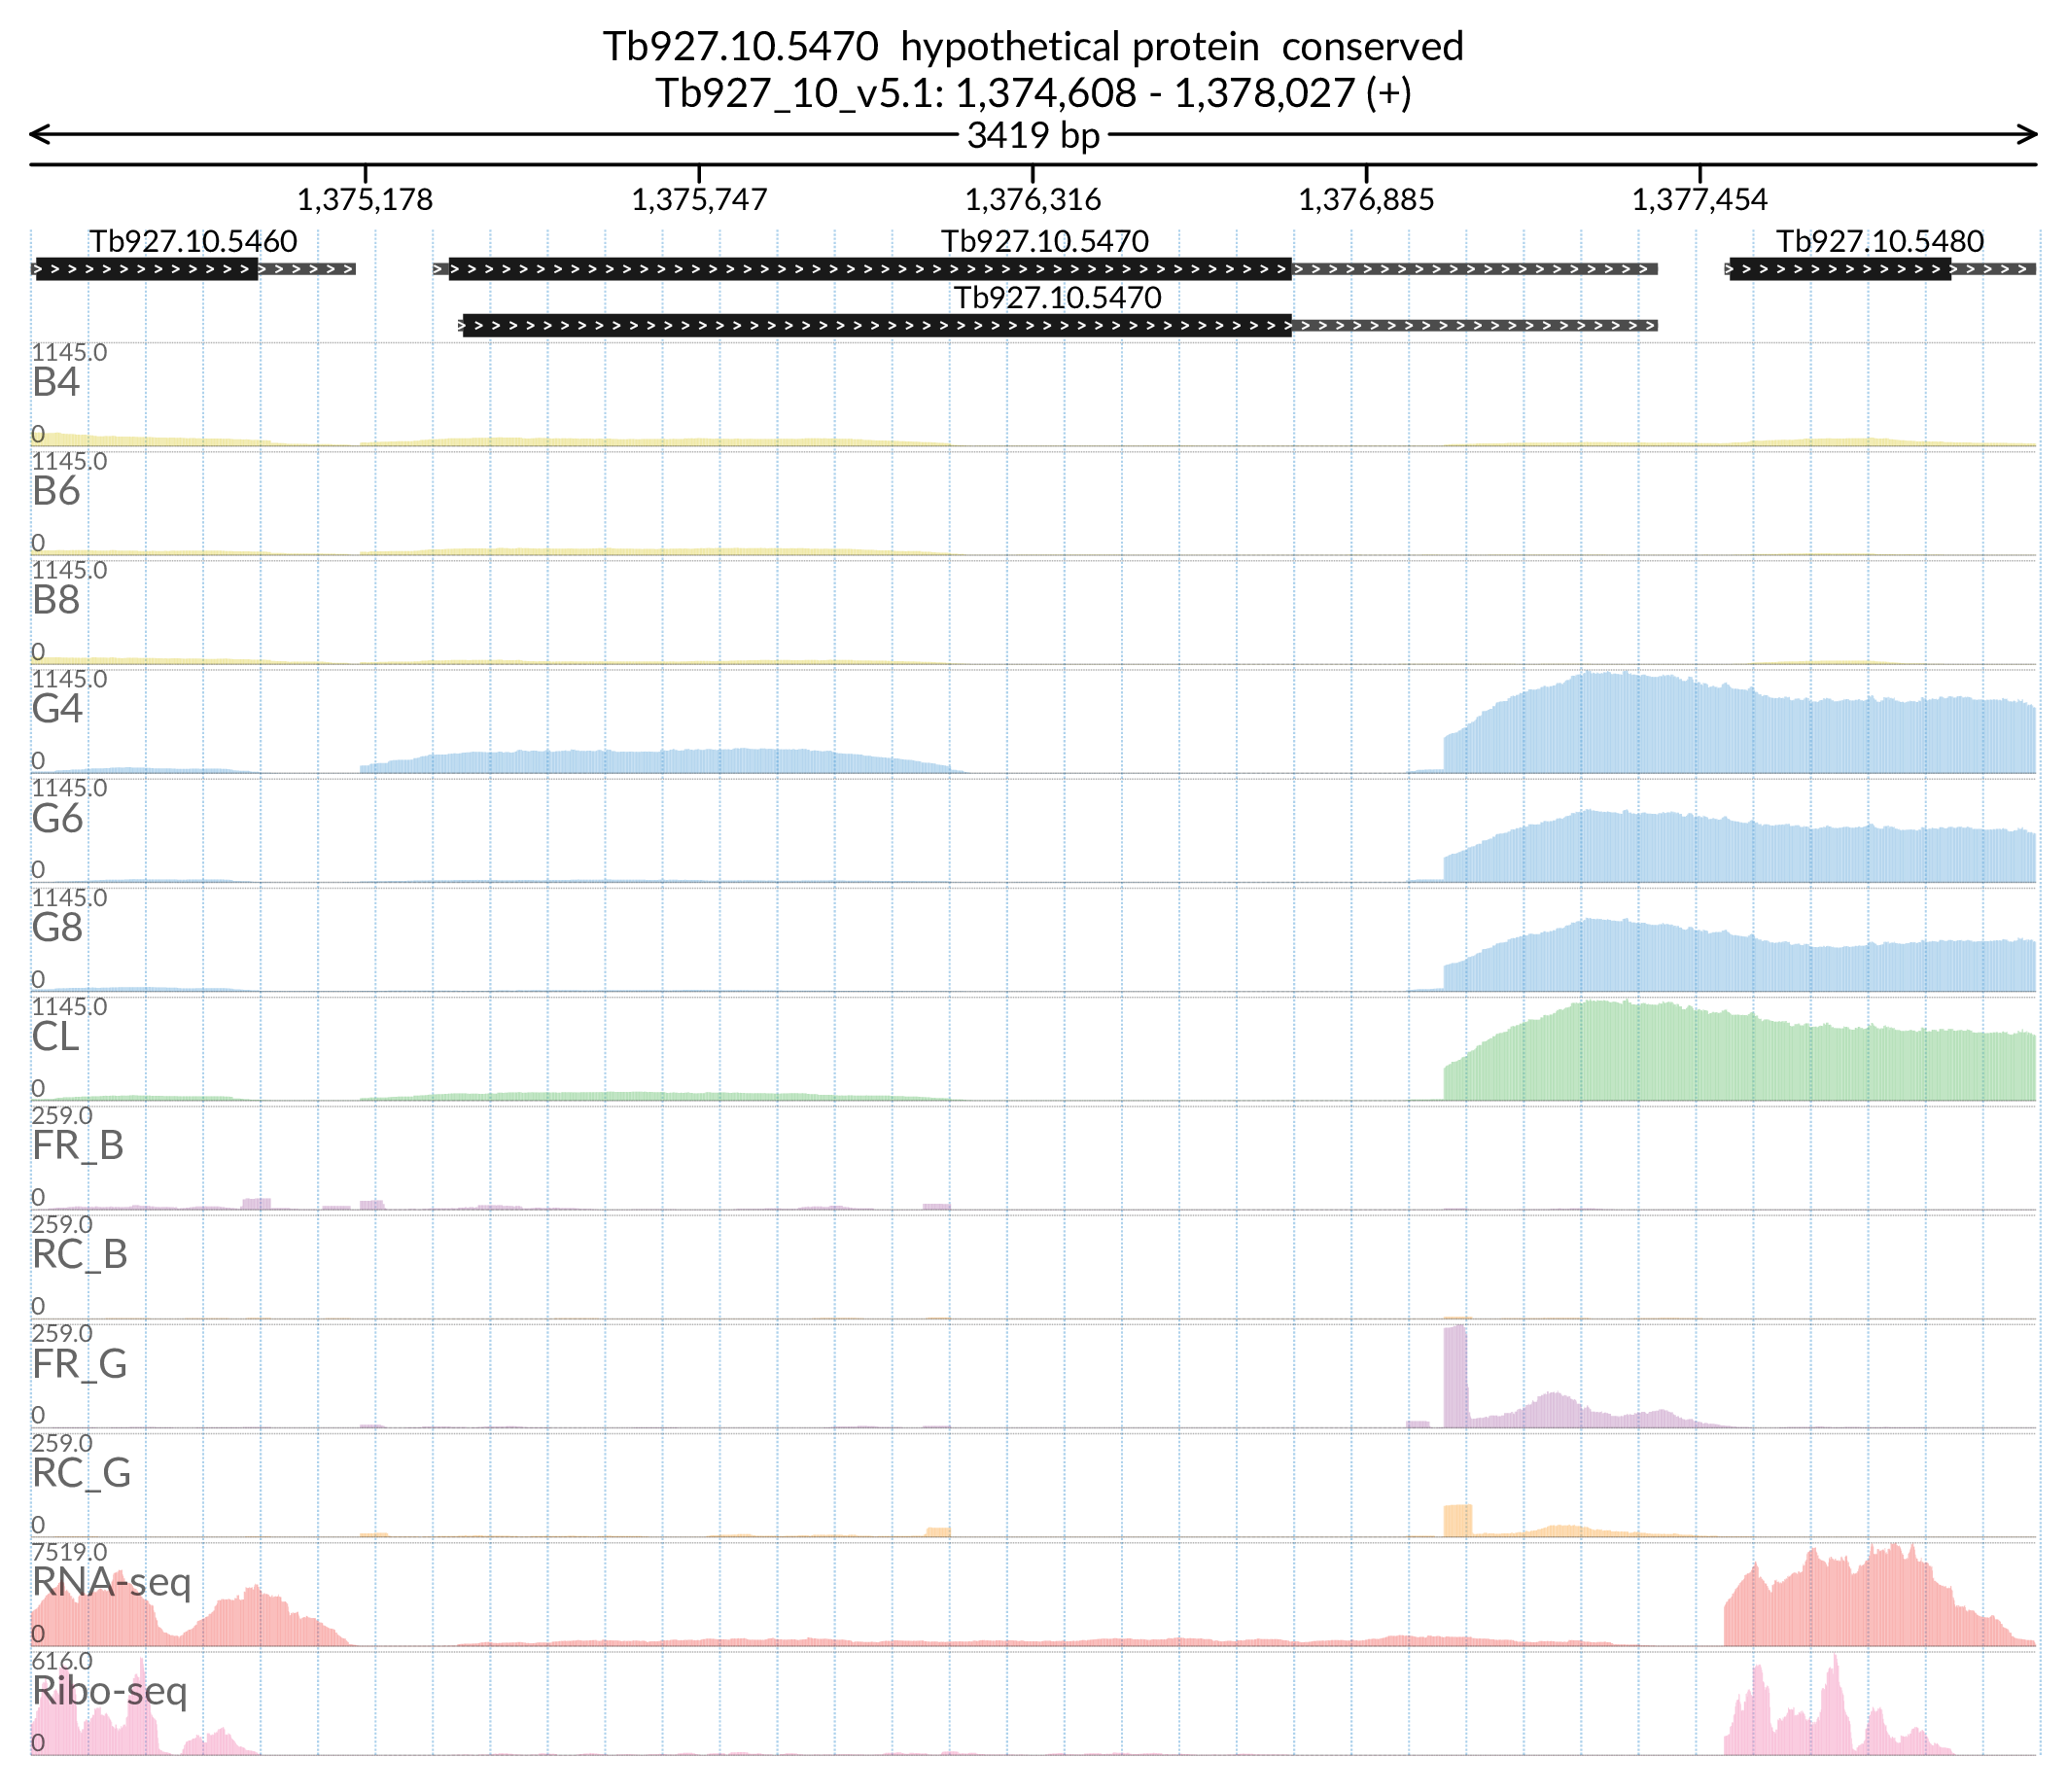 Tb927.10.5470 hypothetical protein conserved
Tb927_10_v5.1: 1,374,608 - 1,378,027 (+)
3419 bp
1,375,178 1,375,747 1,376,316 1,376,885 1,377,454
Tb927.10.5460 Tb927.10.5470 Tb927.10.5480
Tb927.10.5470
1145.0
B4
0
1145.0
B6
0
1145.0
B8
0
1145.0
G4
0
1145.0
G6
0
1145.0
G8
0
1145.0
CL
0
259.0
FR_B
0
259.0
RC_B
0
259.0
FR_G
0
259.0
RC_G
0
7519.0
RNA-seq
0
616.0
Ribo-seq
0